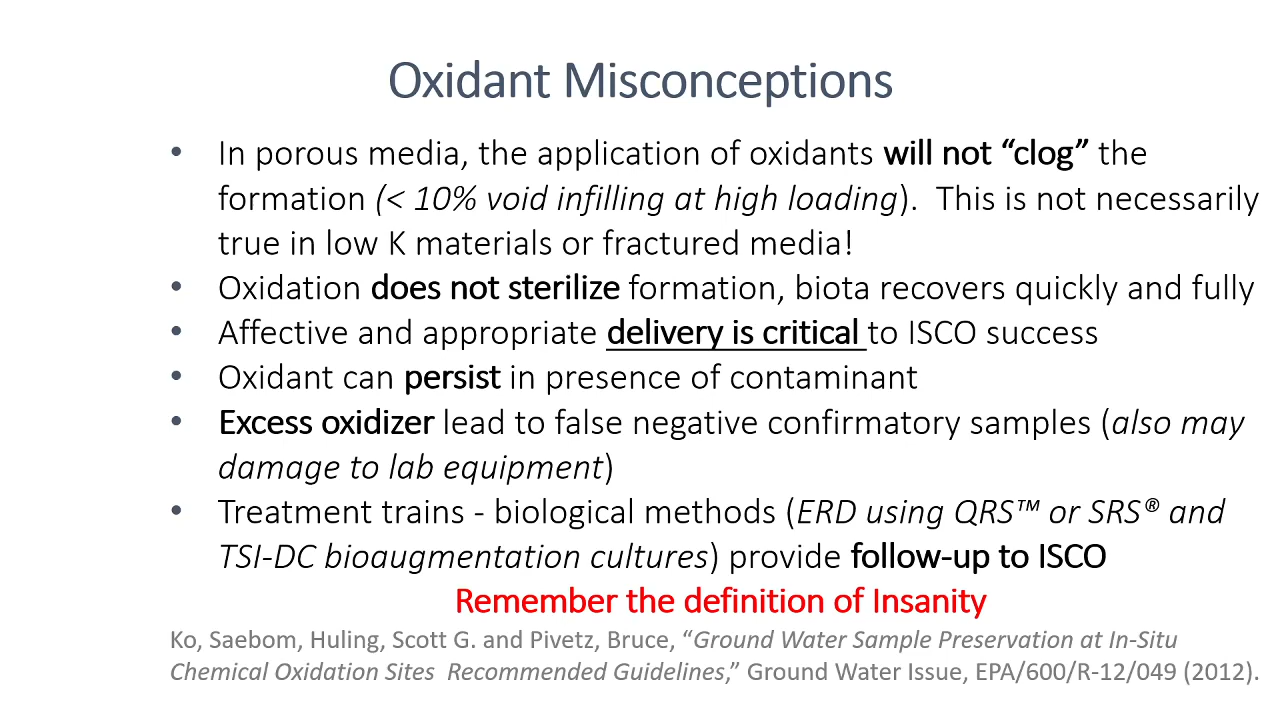 Oxidant Misconceptions
• In porous media, the application of oxidants will not “clog” the
formation (< 10% void infilling at high loading).  This is not necessarily
true in low K materials or fractured media!
• Oxidation does not sterilize formation, biota recovers quickly and fully
• Affective and appropriate delivery is critical to ISCO success
• Oxidant can persist in presence of contaminant
• Excess oxidizer lead to false negative confirmatory samples (also may
damage to lab equipment)
• Treatment trains - biological methods (ERD using QRS™ or SRS® and
TSI-DC bioaugmentation cultures) provide follow-up to ISCO
Remember the definition of Insanity
Ko, Saebom, Huling, Scott G. and Pivetz, Bruce, “Ground Water Sample Preservation at In-Situ
Chemical Oxidation Sites  Recommended Guidelines,” Ground Water Issue, EPA/600/R-12/049 (2012).